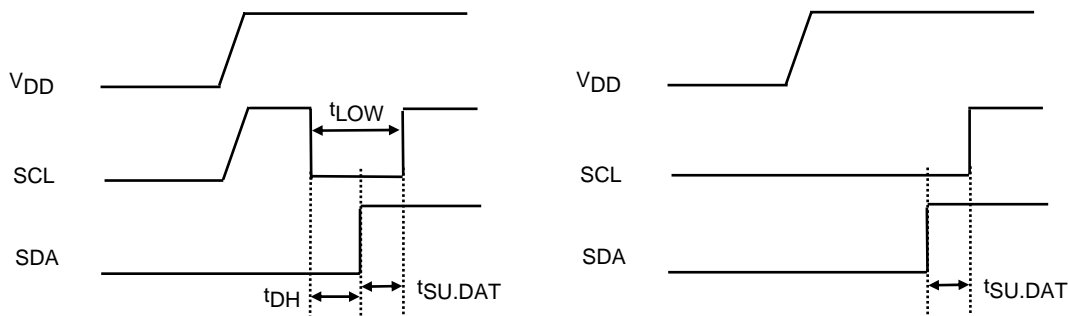 VDD
SCL
SDA
tLOW
tDH
tSU.DAT
VDD
SCL
SDA
tSU.DAT